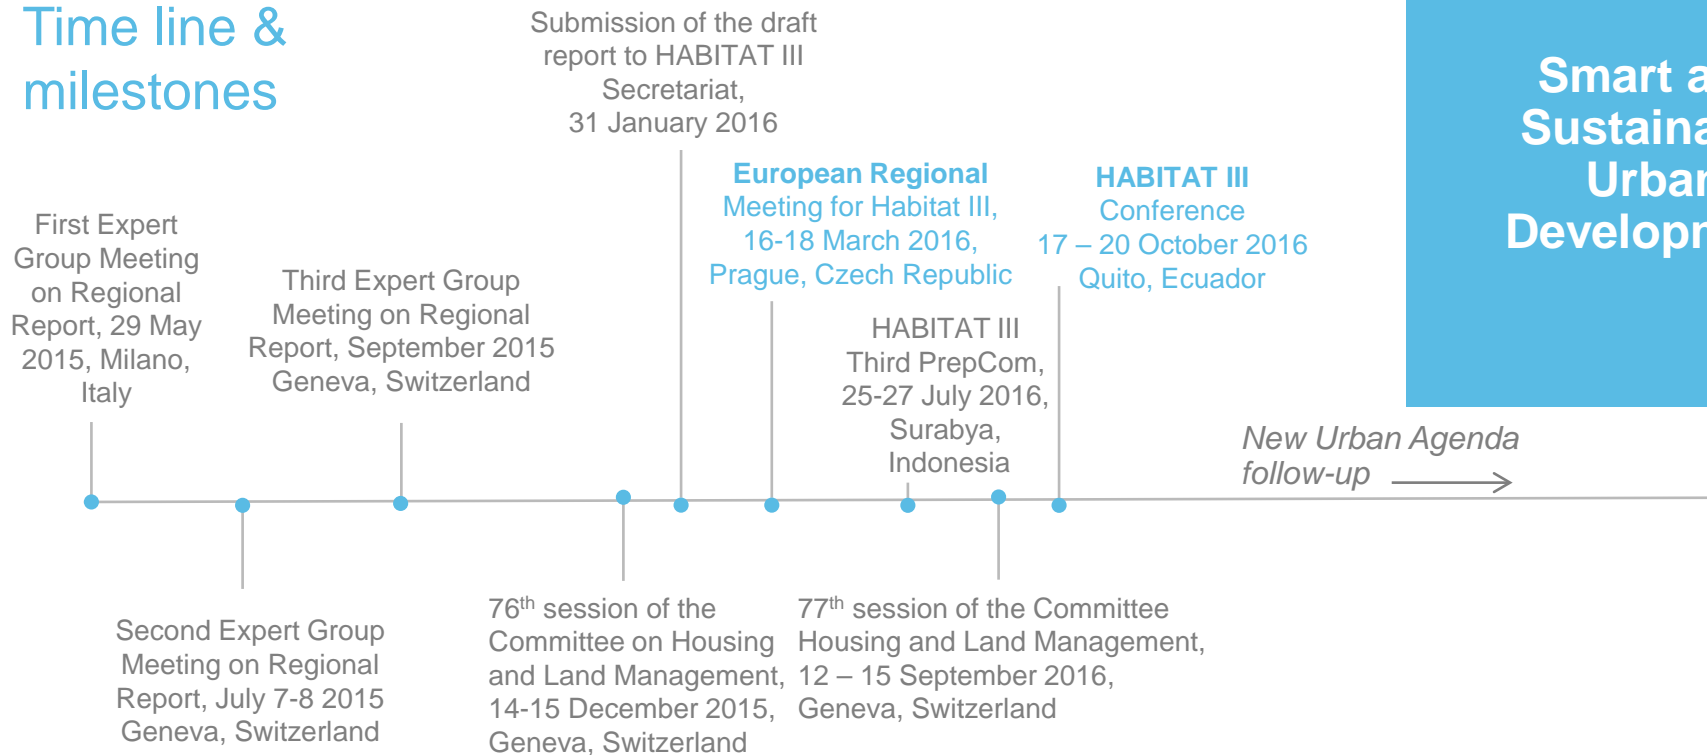 Time line &
milestones
Submission of the draft
report to HABITAT III
Secretariat,
31 January 2016
European Regional
Meeting for Habitat III,
16-18 March 2016,
Prague, Czech Republic
HABITAT III
Conference
17 – 20 October 2016
Quito, Ecuador
First Expert
Group Meeting
on Regional
Report, 29 May
2015, Milano,
Italy
Third Expert Group
Meeting on Regional
Report, September 2015
Geneva, Switzerland
HABITAT III
Third PrepCom,
25-27 July 2016,
Surabya,
Indonesia
Smart a
Sustaina
Urban
Developm
New Urban Agenda
follow-up
Second Expert Group
Meeting on Regional
Report, July 7-8 2015
Geneva, Switzerland
76th session of the
Committee on Housing
and Land Management,
14-15 December 2015,
Geneva, Switzerland
77th session of the Committee
Housing and Land Management,
12 – 15 September 2016,
Geneva, Switzerland